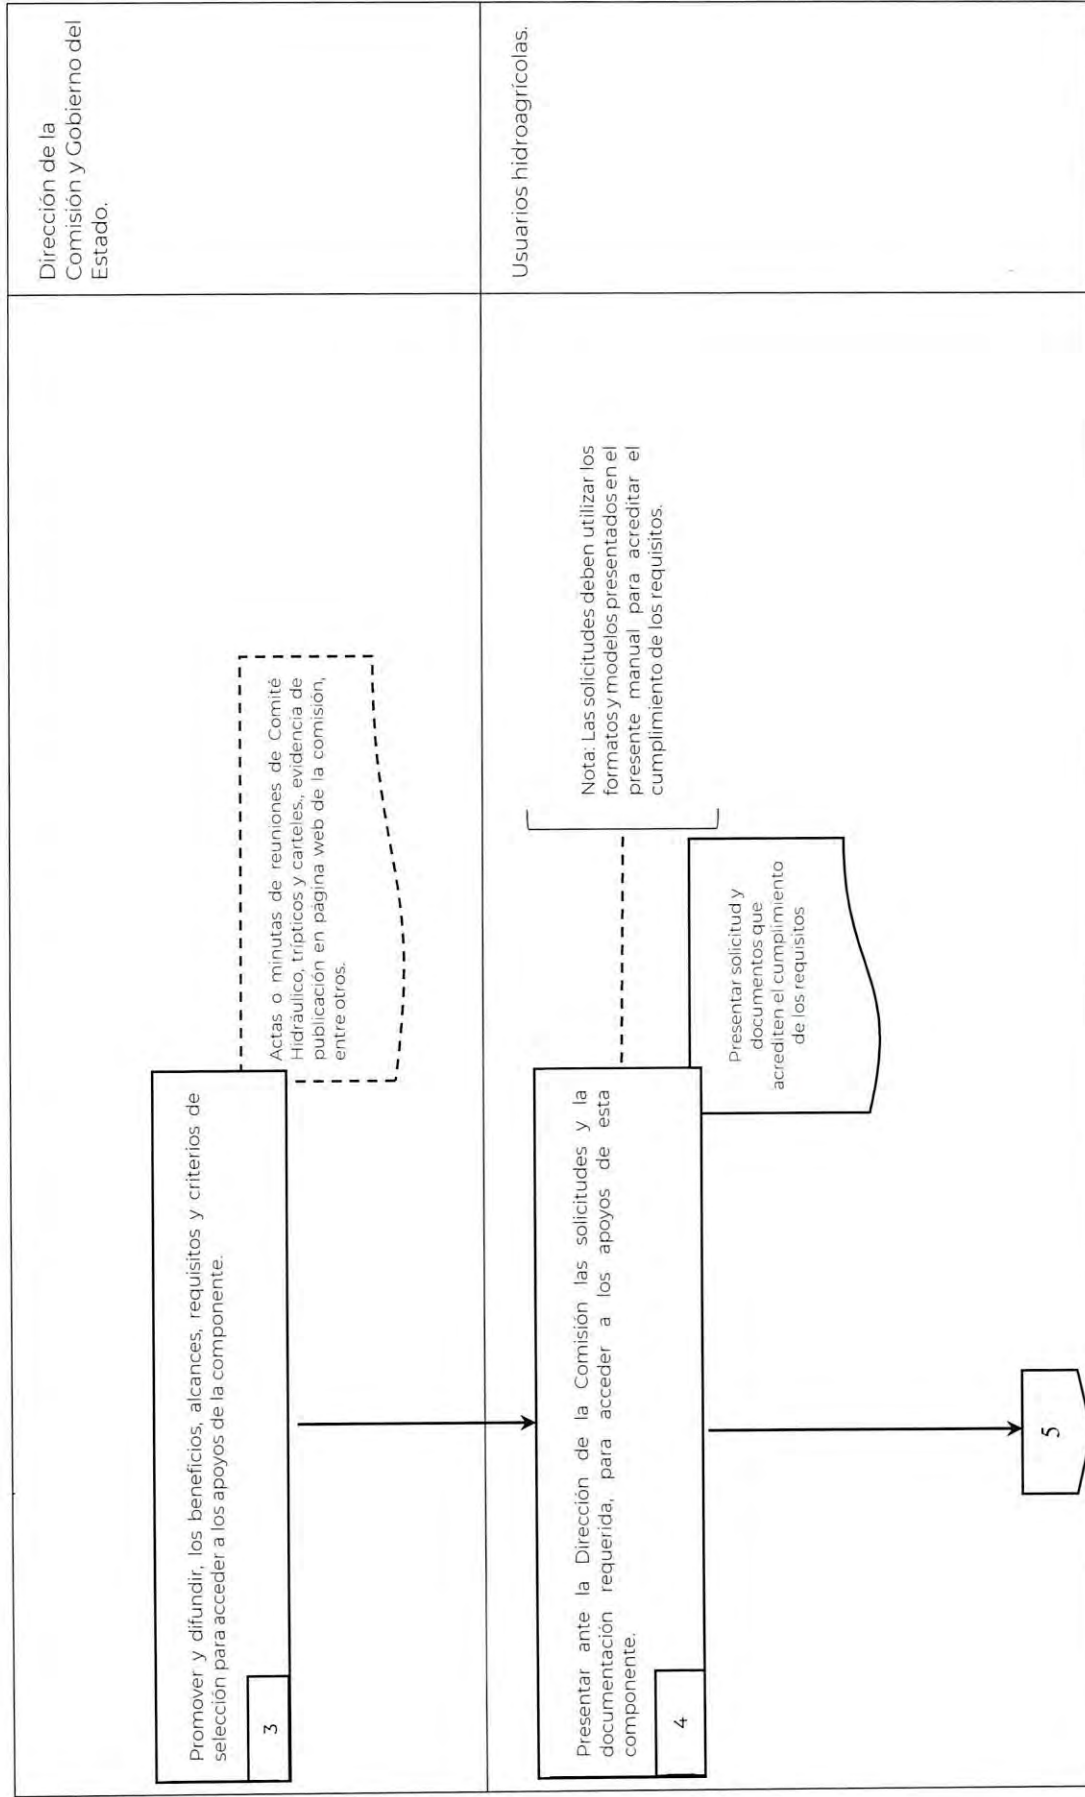 Promover y difundir, los beneficios, alcances, requisitos y criterios de
selección para acceder a los apoyos de la componente.
3
Actas o minutas de reuniones de Comité
Hidráulico, trípticos y carteles., evidencia de
publicación en página web de la comisión,
entre otros.
Dirección de la
Comisión y Gobierno del
Estado.
Presentar ante la Dirección de la Comisión las solicitudes y la
documentación requerida, para acceder a los apoyos de esta
componente.
4
Presentar solicitud y
documentos que
acrediten el cumplimiento
de los requisitos
Nota: Las solicitudes deben utilizar los
formatos y modelos presentados en el
presente manual para acreditar el
cumplimiento de los requisitos.
Usuarios hidroagrícolas.
5